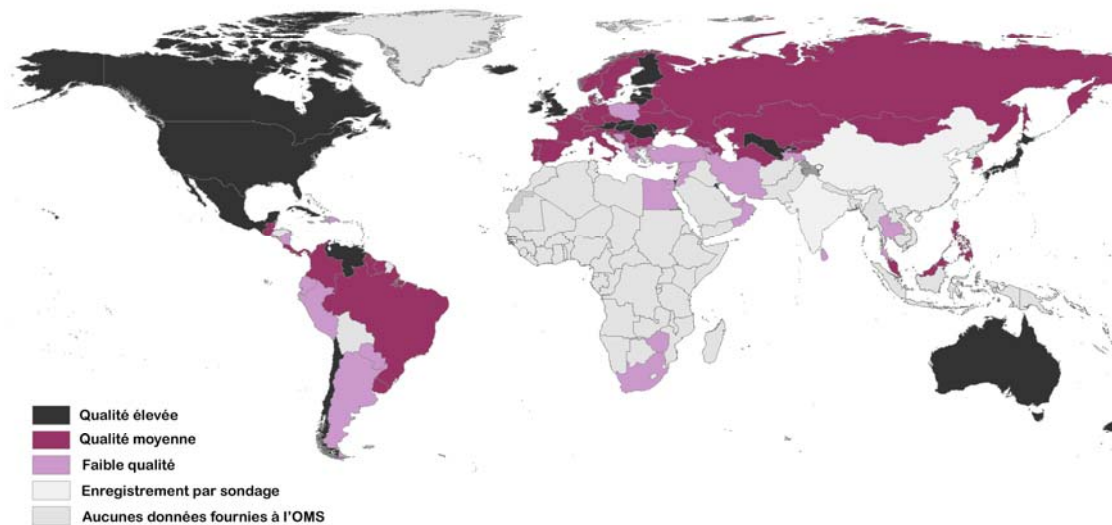 Qualité élevée
Qualité moyenne
Faible qualité
Enregistrement par sondage
Aucunes données fournies à l'OMS